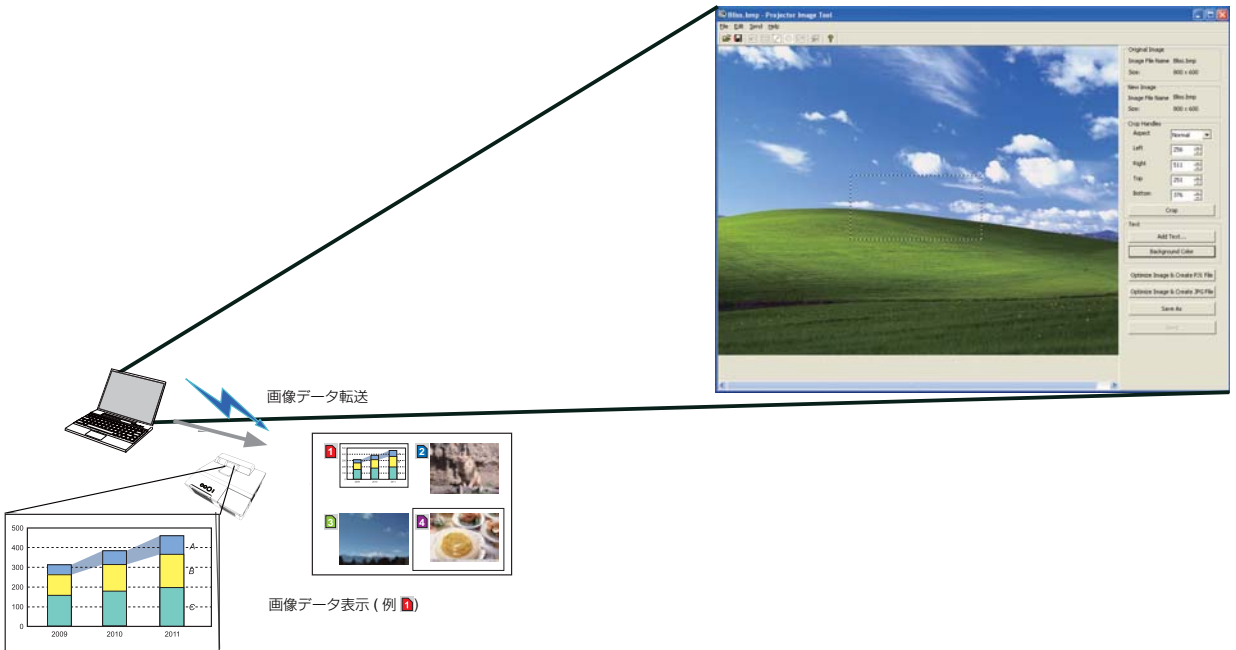 Bliss.bmp - Projector Image Tool
File Edit Send Help
Original Image
Image File Name Bliss.bmp
Size: 800 x 600
New Image
Image File Name Bliss.bmp
Size: 800 x 600
Crop Handles
Aspect Normal
Left 256
Right 511
Top 251
Bottom 376
Crop
Text
Add Text...
Background Color
Optimize Image & Create PJS File
Optimize Image & Create JPG File
Save As
Send
画像データ転送
1
2
3
4
画像データ表示 ( 例 1)
500
400
300
200
100
0
A
B
C
2009 2010 2011